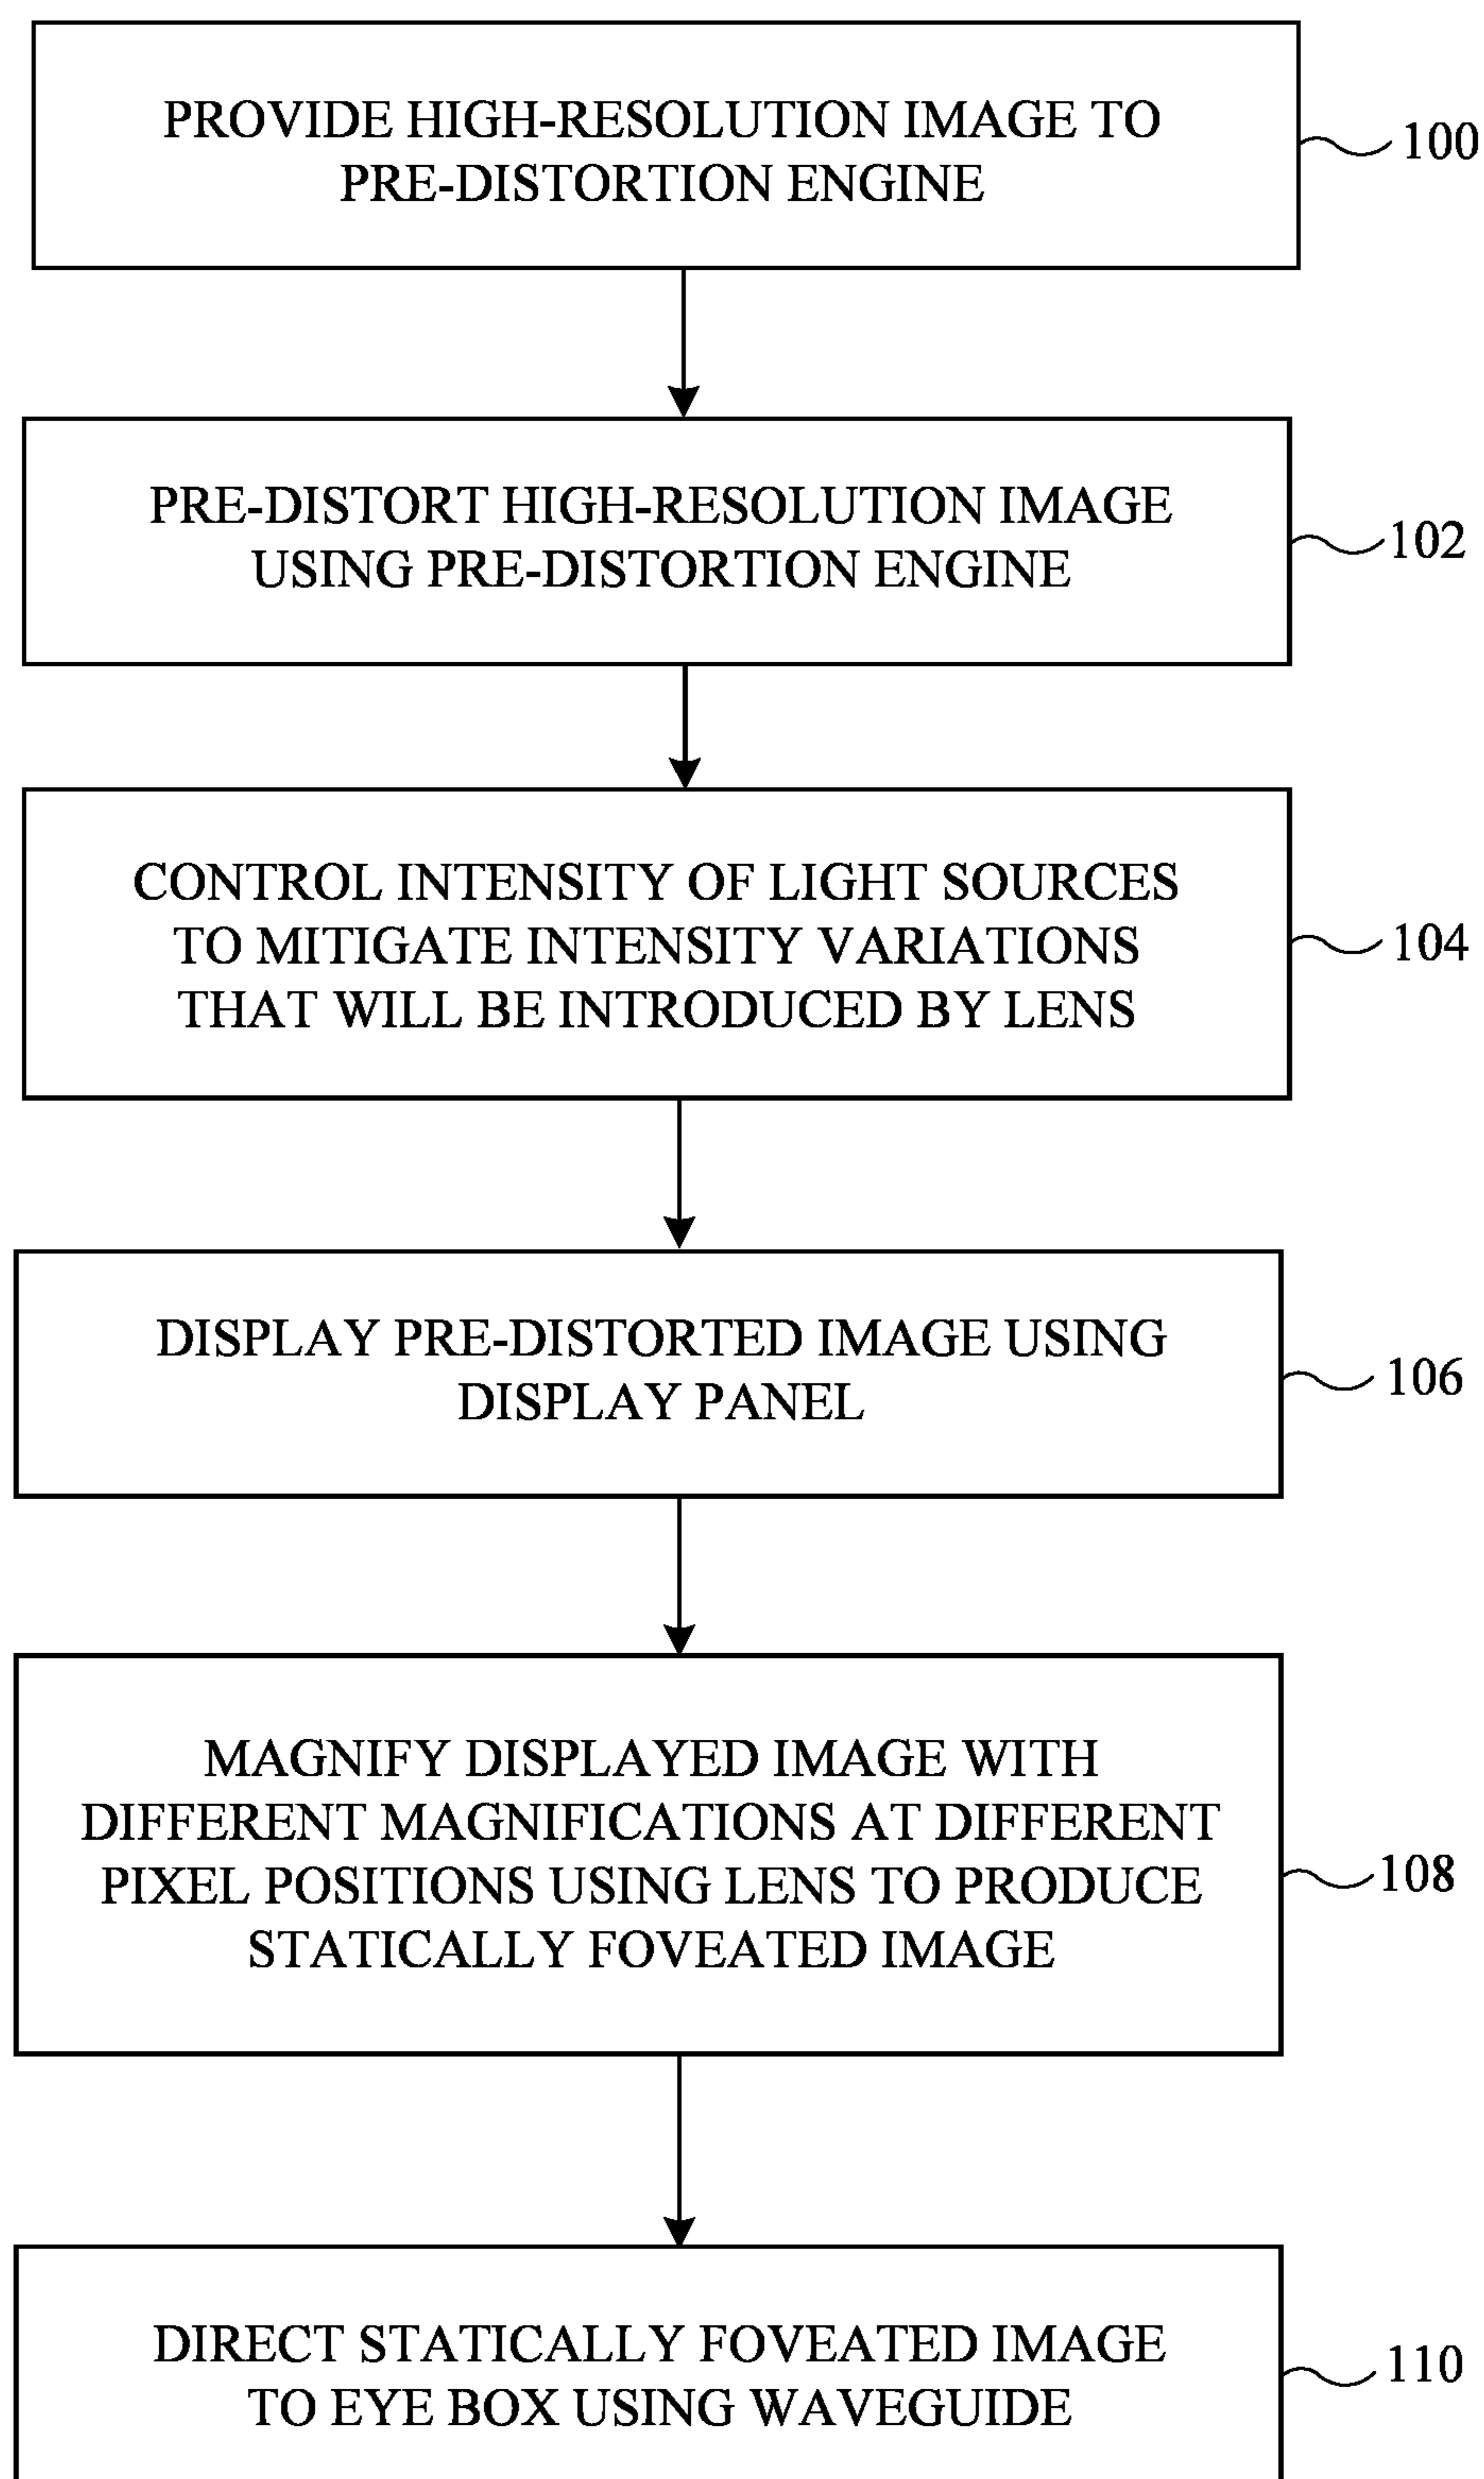 PROVIDE HIGH-RESOLUTION IMAGE TO
PRE-DISTORTION ENGINE
100
PRE-DISTORT HIGH-RESOLUTION IMAGE
USING PRE-DISTORTION ENGINE
102
CONTROL INTENSITY OF LIGHT SOURCES
TO MITIGATE INTENSITY VARIATIONS
THAT WILL BE INTRODUCED BY LENS
104
DISPLAY PRE-DISTORTED IMAGE USING
DISPLAY PANEL
106
MAGNIFY DISPLAYED IMAGE WITH
DIFFERENT MAGNIFICATIONS AT DIFFERENT
PIXEL POSITIONS USING LENS TO PRODUCE
STATICALLY FOVEATED IMAGE
108
DIRECT STATICALLY FOVEATED IMAGE
TO EYE BOX USING WAVEGUIDE
110